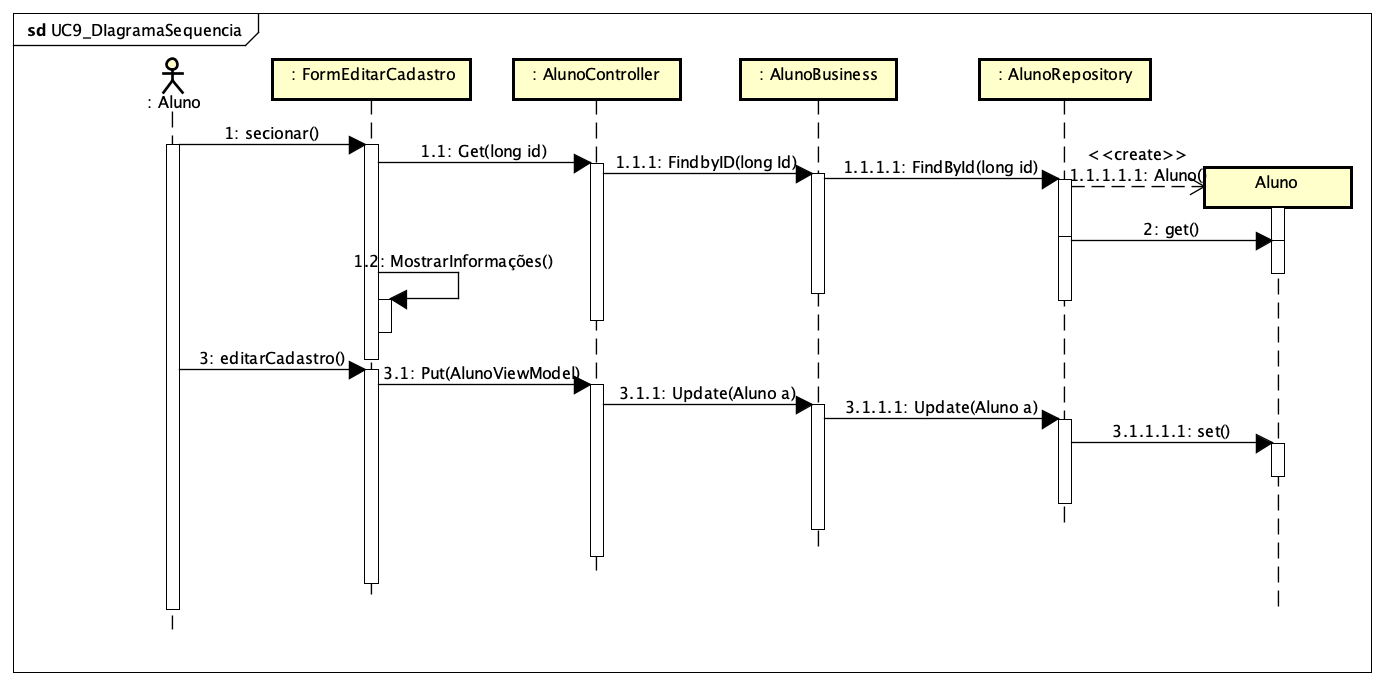 sd UC9_DIagramaSequencia
: Aluno
: FormEditarCadastro
: AlunoController
: AlunoBusiness
: AlunoRepository
1: secionar()
1.1: Get(long id)
1.1.1: FindbyID(long Id)
1.1.1.1: FindById(long id)
<<create>>
1.1.1.1.1: Aluno()
Aluno
2: get()
1.2: MostrarInformações()
3: editarCadastro()
3.1: Put(AlunoViewModel)
3.1.1: Update(Aluno a)
3.1.1.1: Update(Aluno a)
3.1.1.1.1: set()